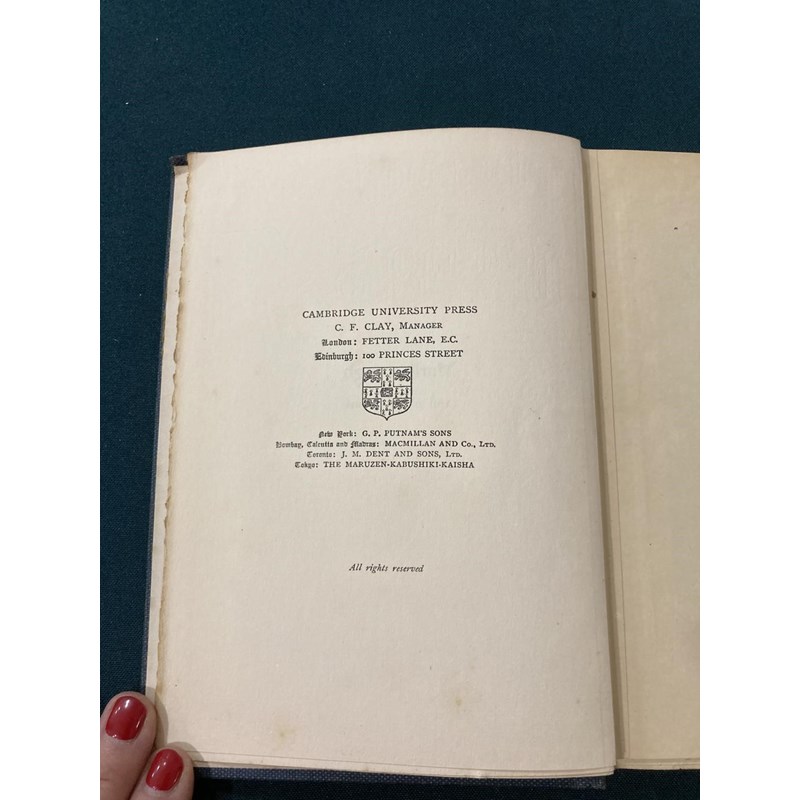 CAMBRIDGE UNIVERSITY PRESS
C. F. CLAY, MANAGER
London: FETTER LANE, E.C.
Edinburgh: 100 PRINCES STREET
New York: G. P. PUTNAM'S SONS
Bombay, Calcutta and Madras: MACMILLAN AND Co., LTD.
Toronto: J. M. DENT AND SONS, LTD.
Tokyo: THE MARUZEN-KABUSHIKI-KAISHA
All rights reserved